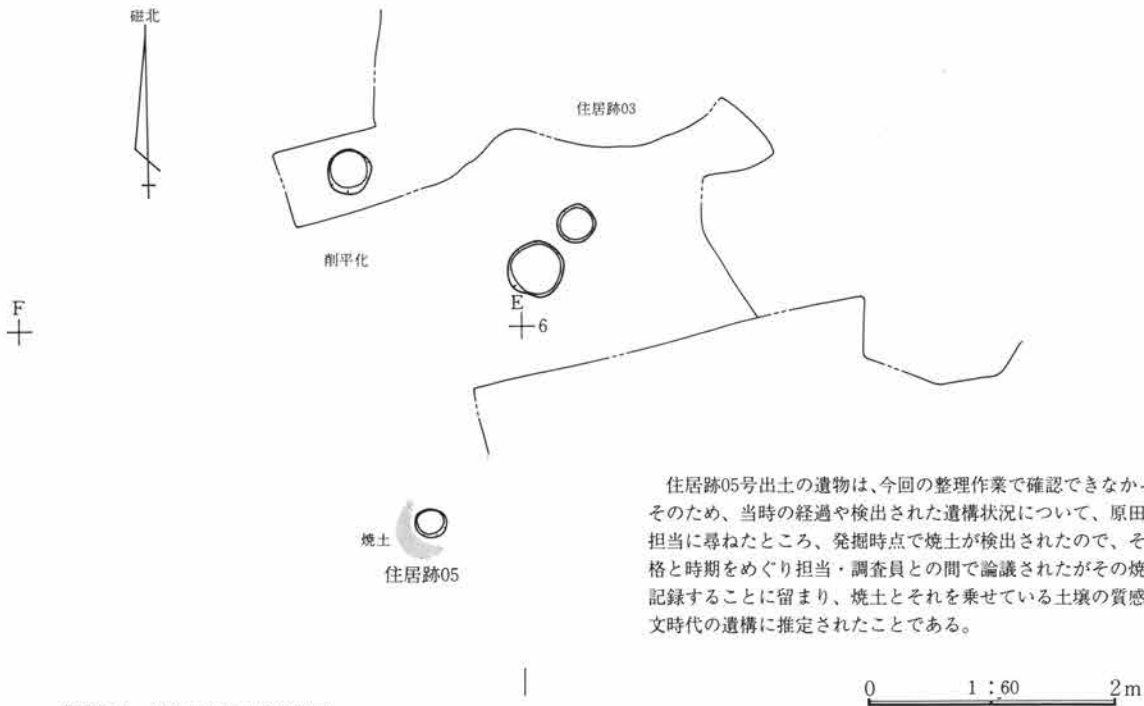 磁北
住居跡03
削平化
F
E
6
住居跡05号出土の遺物は、今回の整理作業で確認できなか
そのため、当時の経過や検出された遺構状況について、原田
担当に尋ねたところ、発掘時点で焼土が検出されたので、そ
格と時期をめぐり担当・調査員との間で論議されたがその焼
記録することに留まり、焼土とそれを乗せている土壌の質感
文時代の遺構に推定されたことである。
焼土
住居跡05
0 1:60 2m